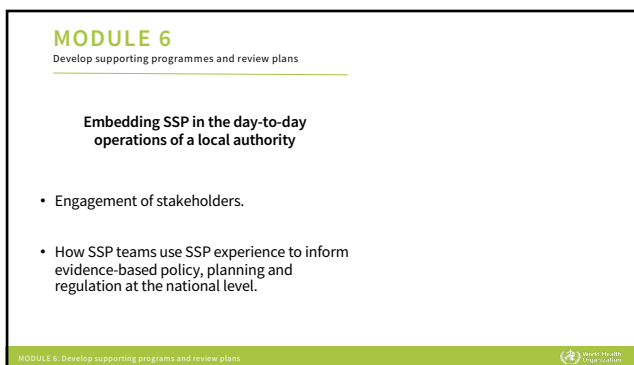 MODULE 6
Develop supporting programmes and review plans
Embedding SSP in the day-to-day
operations of a local authority
• Engagement of stakeholders.
• How SSP teams use SSP experience to inform
evidence-based policy, planning and
regulation at the national level.
MODULE 6: Develop supporting programs and review plans
World Health
Organization